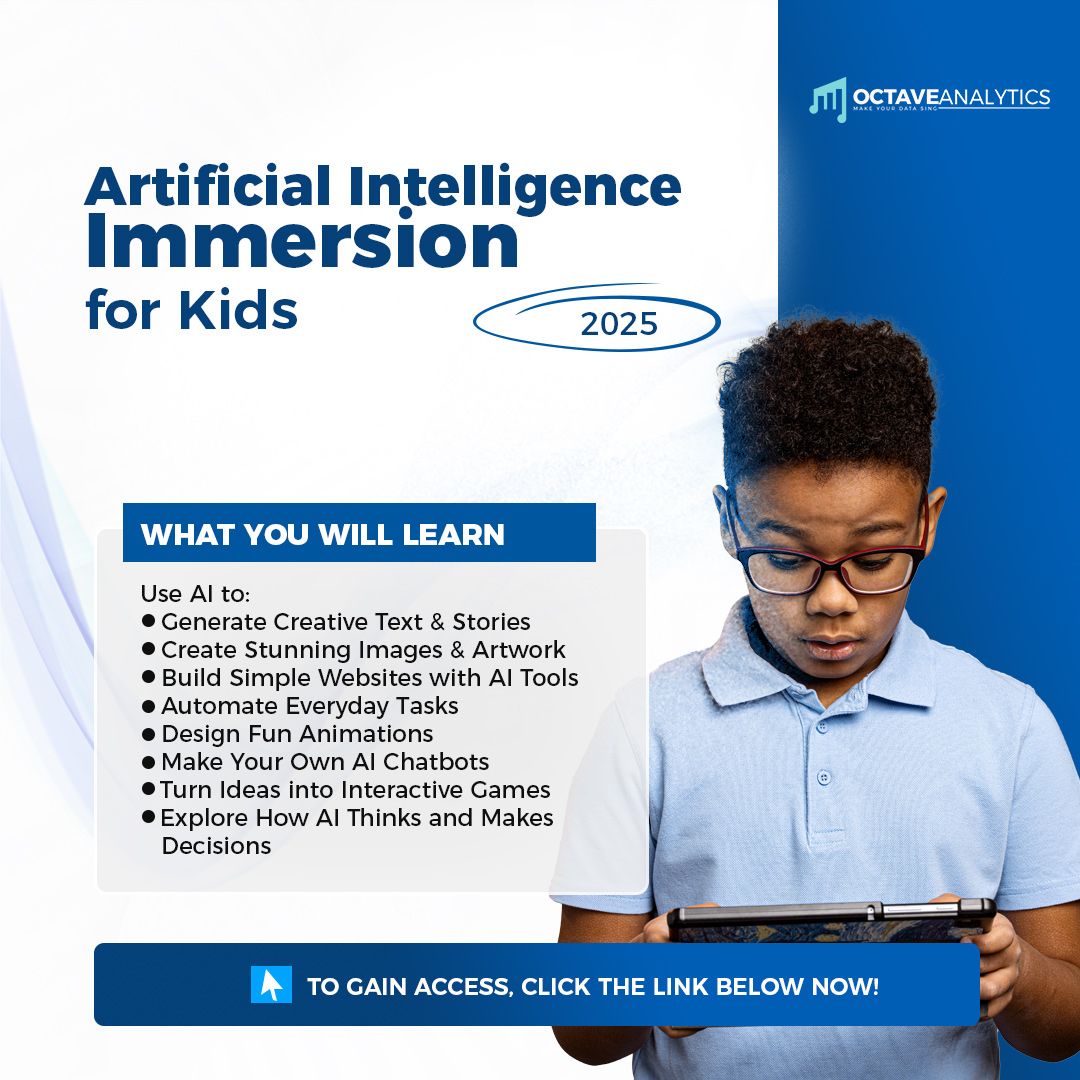 OCTAVEANALYTICS
MAKE YOUR DATA SING
Artificial Intelligence
Immersion
for Kids
2025
WHAT YOU WILL LEARN
Use AI to:
● Generate Creative Text & Stories
● Create Stunning Images & Artwork
● Build Simple Websites with AI Tools
● Automate Everyday Tasks
● Design Fun Animations
● Make Your Own AI Chatbots
● Turn Ideas into Interactive Games
● Explore How AI Thinks and Makes
Decisions
TO GAIN ACCESS, CLICK THE LINK BELOW NOW!